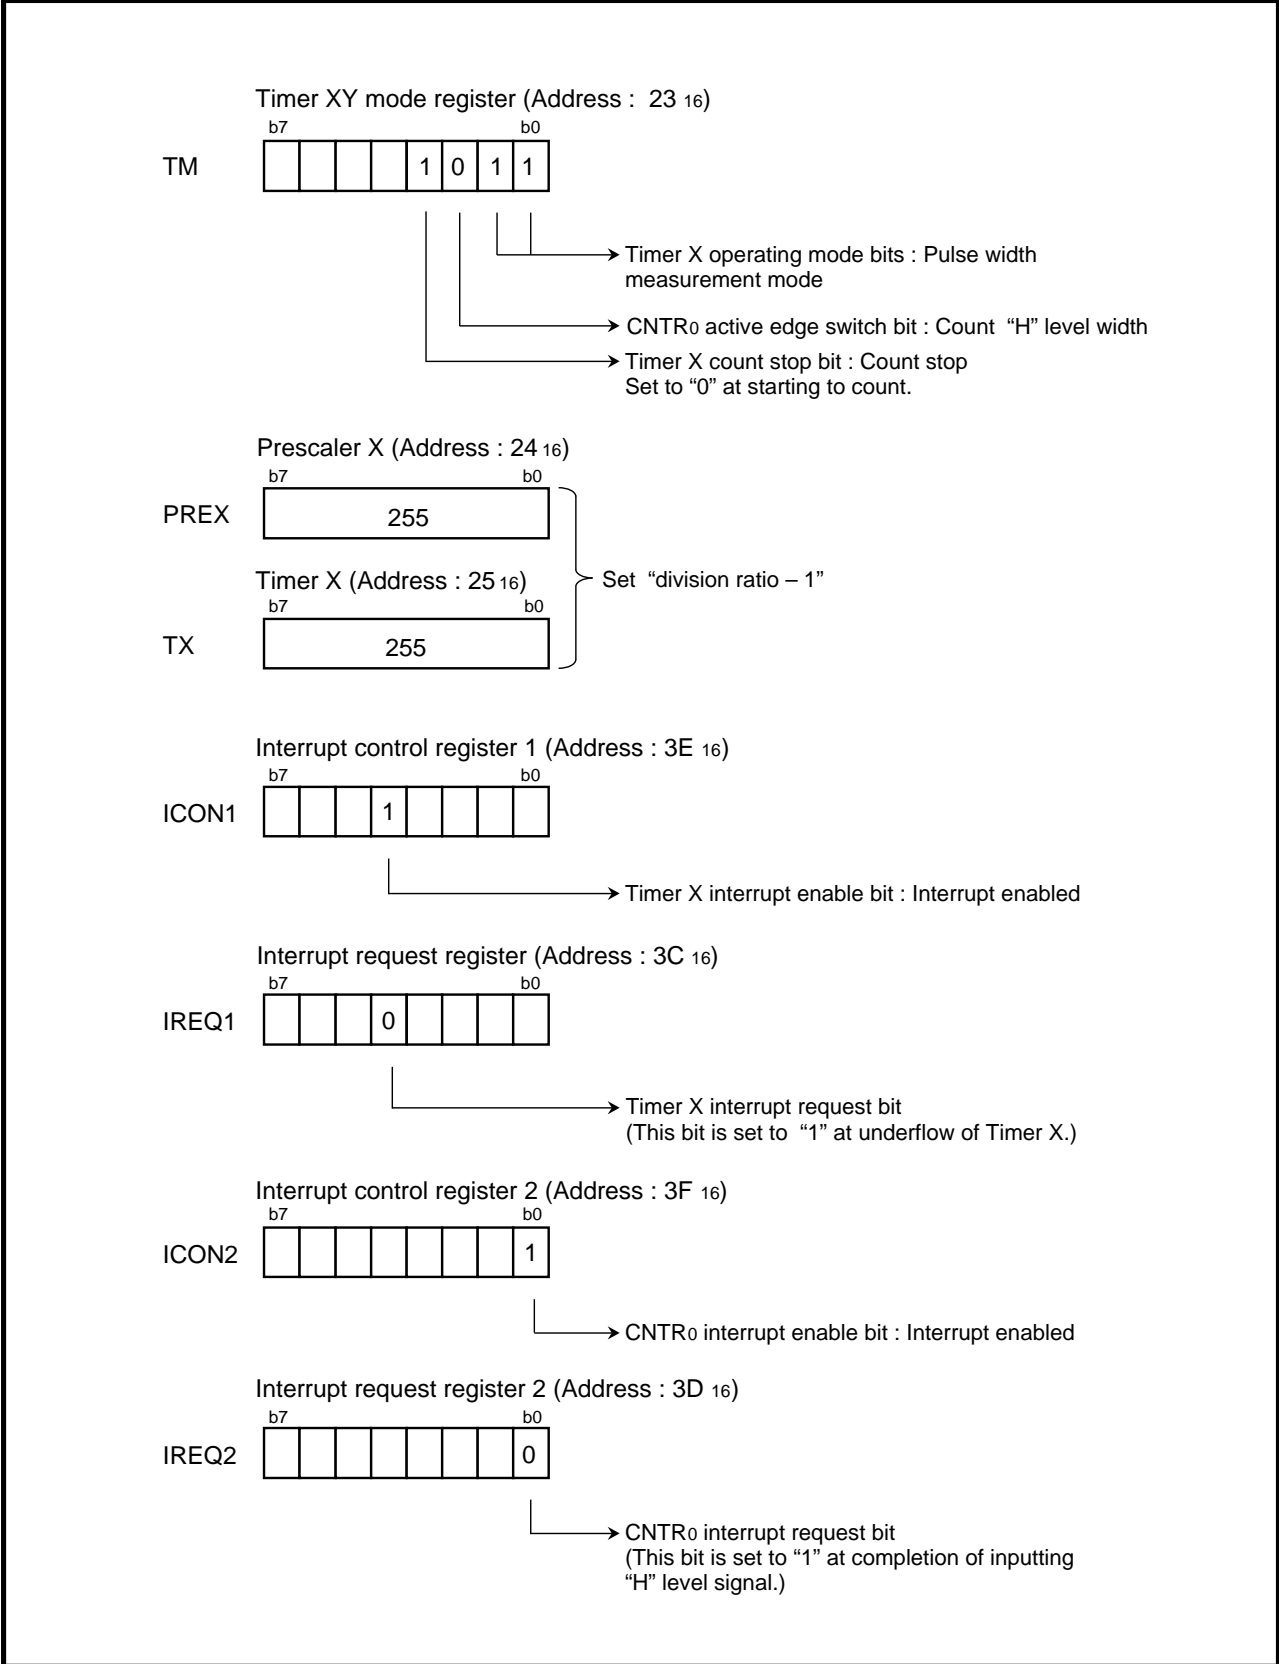 Timer XY mode register (Address : 23 16)
b7 b0
TM 1 0 1 1
Timer X operating mode bits : Pulse width
measurement mode
CNTR0 active edge switch bit : Count “H” level width
Timer X count stop bit : Count stop
Set to “0” at starting to count.
Prescaler X (Address : 24 16)
b7 b0
PREX 255
Set “division ratio – 1”
Timer X (Address : 25 16)
b7 b0
TX 255
Interrupt control register 1 (Address : 3E 16)
b7 b0
ICON1 1
Timer X interrupt enable bit : Interrupt enabled
Interrupt request register (Address : 3C 16)
b7 b0
IREQ1 0
Timer X interrupt request bit
(This bit is set to “1” at underflow of Timer X.)
Interrupt control register 2 (Address : 3F 16)
b7 b0
ICON2 1
CNTR0 interrupt enable bit : Interrupt enabled
Interrupt request register 2 (Address : 3D 16)
b7 b0
IREQ2 0
CNTR0 interrupt request bit
(This bit is set to “1” at completion of inputting
“H” level signal.)